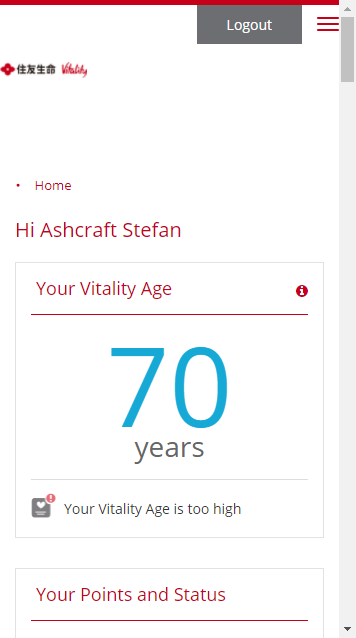 Logout
住友生命 Vitality
Home
Hi Ashcraft Stefan
Your Vitality Age
70
years
Your Vitality Age is too high
Your Points and Status